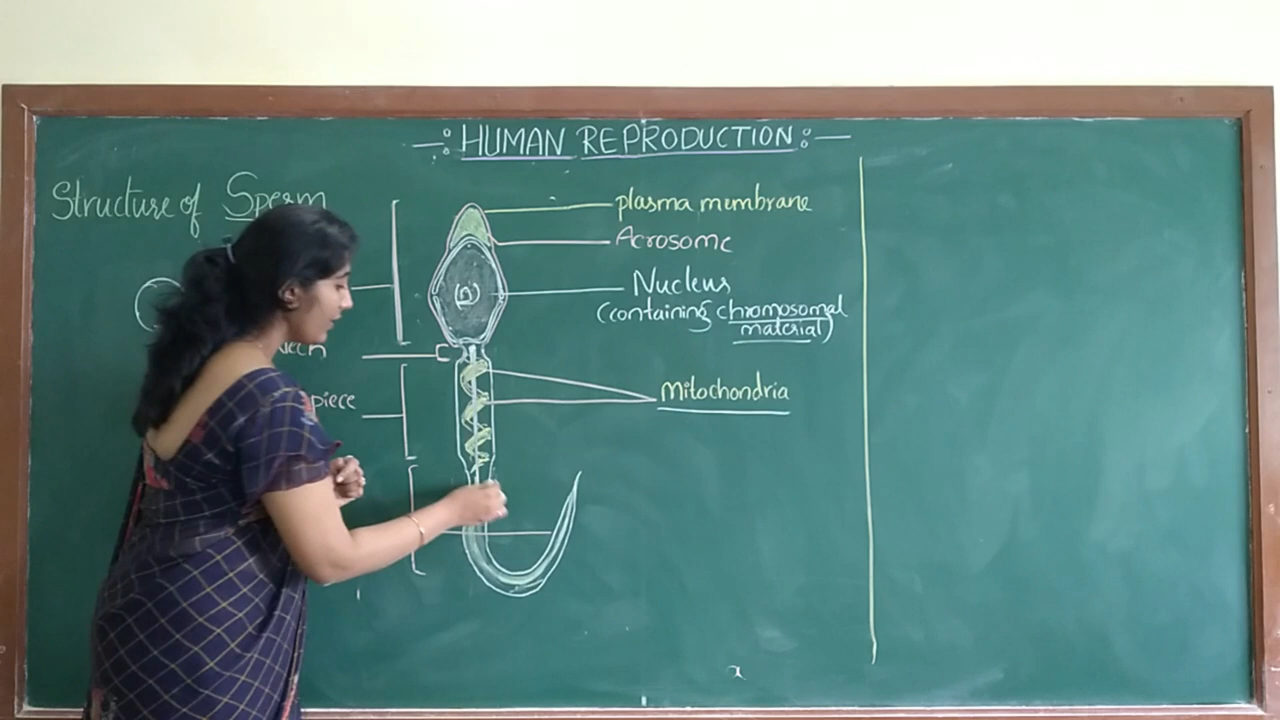 HUMAN REPRODUCTION
Structure of Sperm
plasma membrane
Acrosome
Nucleus
(containing chromosomal
material)
(n)
Neck
piece
Mitochondria